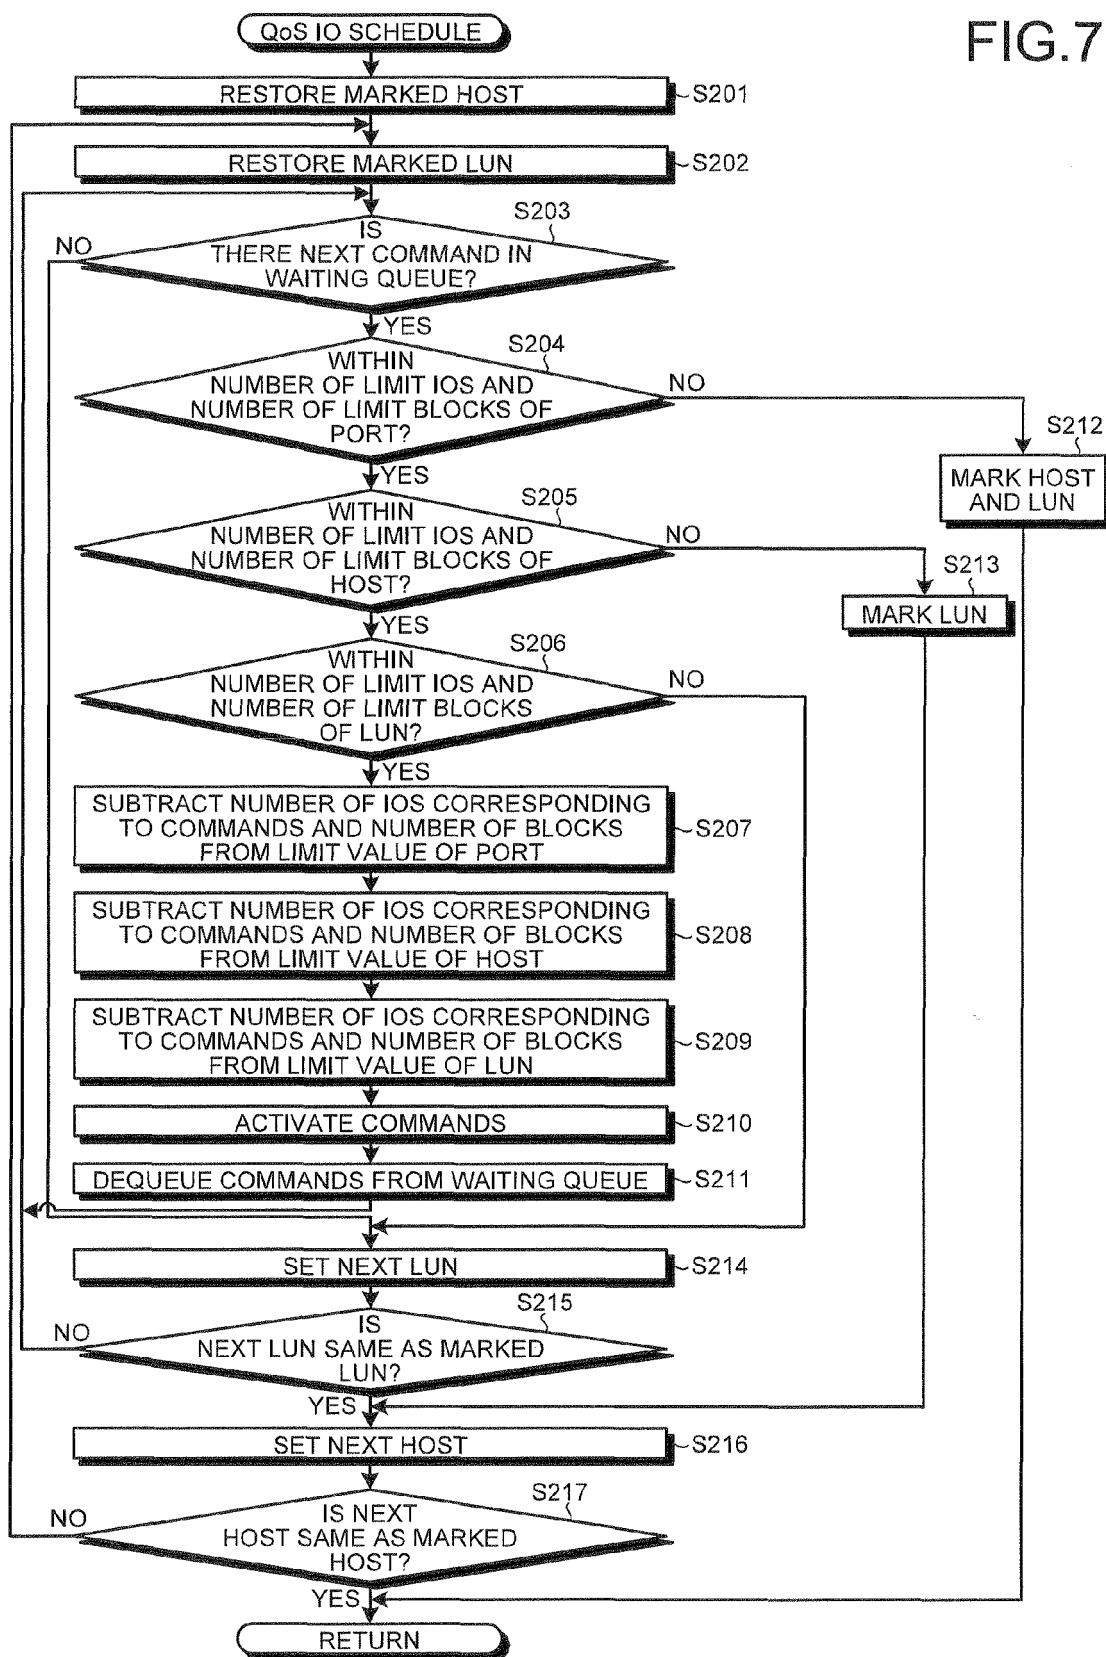 FIG.7
QoS IO SCHEDULE
RESTORE MARKED HOST
S201
RESTORE MARKED LUN
S202
S203
IS
THERE NEXT COMMAND IN
WAITING QUEUE?
NO
YES
S204
WITHIN
NUMBER OF LIMIT IOS AND
NUMBER OF LIMIT BLOCKS OF
PORT?
NO
YES
S212
MARK HOST
AND LUN
S205
WITHIN
NUMBER OF LIMIT IOS AND
NUMBER OF LIMIT BLOCKS OF
HOST?
NO
YES
S213
MARK LUN
S206
WITHIN
NUMBER OF LIMIT IOS AND
NUMBER OF LIMIT BLOCKS
OF LUN?
NO
YES
SUBTRACT NUMBER OF IOS CORRESPONDING
TO COMMANDS AND NUMBER OF BLOCKS
FROM LIMIT VALUE OF PORT
S207
SUBTRACT NUMBER OF IOS CORRESPONDING
TO COMMANDS AND NUMBER OF BLOCKS
FROM LIMIT VALUE OF HOST
S208
SUBTRACT NUMBER OF IOS CORRESPONDING
TO COMMANDS AND NUMBER OF BLOCKS
FROM LIMIT VALUE OF LUN
S209
ACTIVATE COMMANDS
S210
DEQUEUE COMMANDS FROM WAITING QUEUE
S211
SET NEXT LUN
S214
S215
IS
NEXT LUN SAME AS MARKED
LUN?
NO
YES
SET NEXT HOST
S216
S217
IS NEXT
HOST SAME AS MARKED
HOST?
NO
YES
RETURN